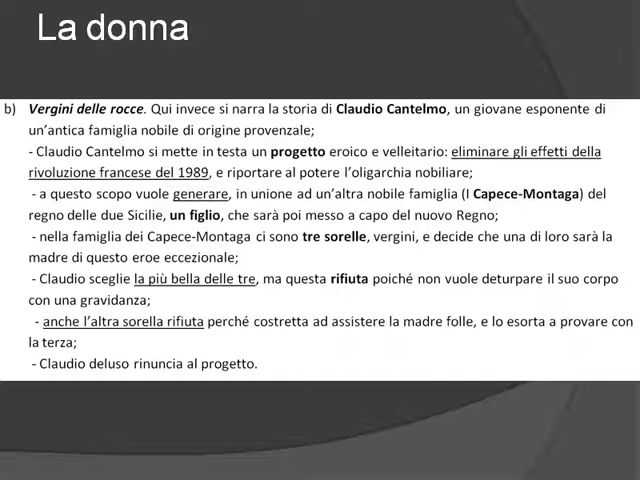 La donna
b) Vergini delle rocce. Qui invece si narra la storia di Claudio Cantelmo, un giovane esponente di
un’antica famiglia nobile di origine provenzale;
- Claudio Cantelmo si mette in testa un progetto eroico e velleitario: eliminare gli effetti della
rivoluzione francese del 1989, e riportare al potere l’oligarchia nobiliare;
- a questo scopo vuole generare, in unione ad un’altra nobile famiglia (I Capece-Montaga) del
regno delle due Sicilie, un figlio, che sarà poi messo a capo del nuovo Regno;
- nella famiglia dei Capece-Montaga ci sono tre sorelle, vergini, e decide che una di loro sarà la
madre di questo eroe eccezionale;
- Claudio sceglie la più bella delle tre, ma questa rifiuta poiché non vuole deturpare il suo corpo
con una gravidanza;
- anche l’altra sorella rifiuta perché costretta ad assistere la madre folle, e lo esorta a provare con
la terza;
- Claudio deluso rinuncia al progetto.